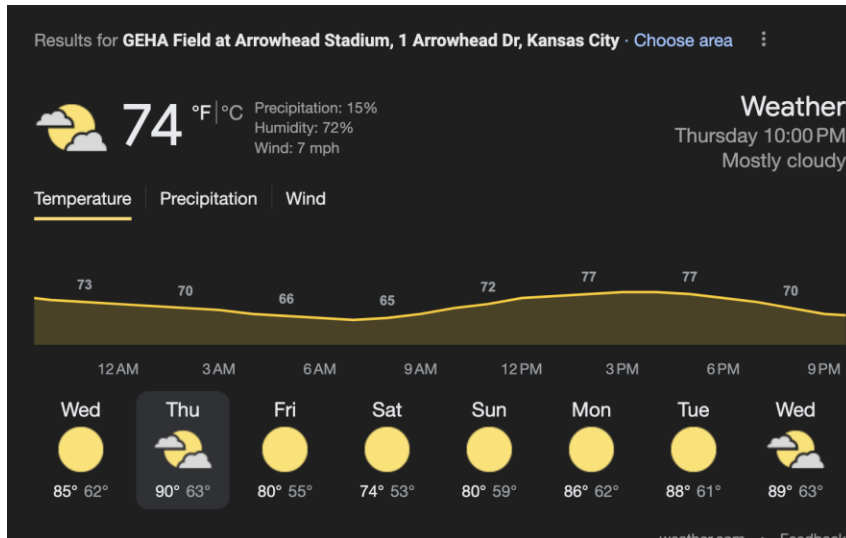 Results for GEHA Field at Arrowhead Stadium, 1 Arrowhead Dr, Kansas City · Choose area
74 °F|°C
Precipitation: 15%
Humidity: 72%
Wind: 7 mph
Weather
Thursday 10:00 PM
Mostly cloudy
Temperature Precipitation Wind
73 70 66 65 72 77 77 70
12 AM 3 AM 6 AM 9 AM 12 PM 3 PM 6 PM 9 PM
Wed Thu Fri Sat Sun Mon Tue Wed
85° 62° 90° 63° 80° 55° 74° 53° 80° 59° 86° 62° 88° 61° 89° 63°
weather.com · Feedback